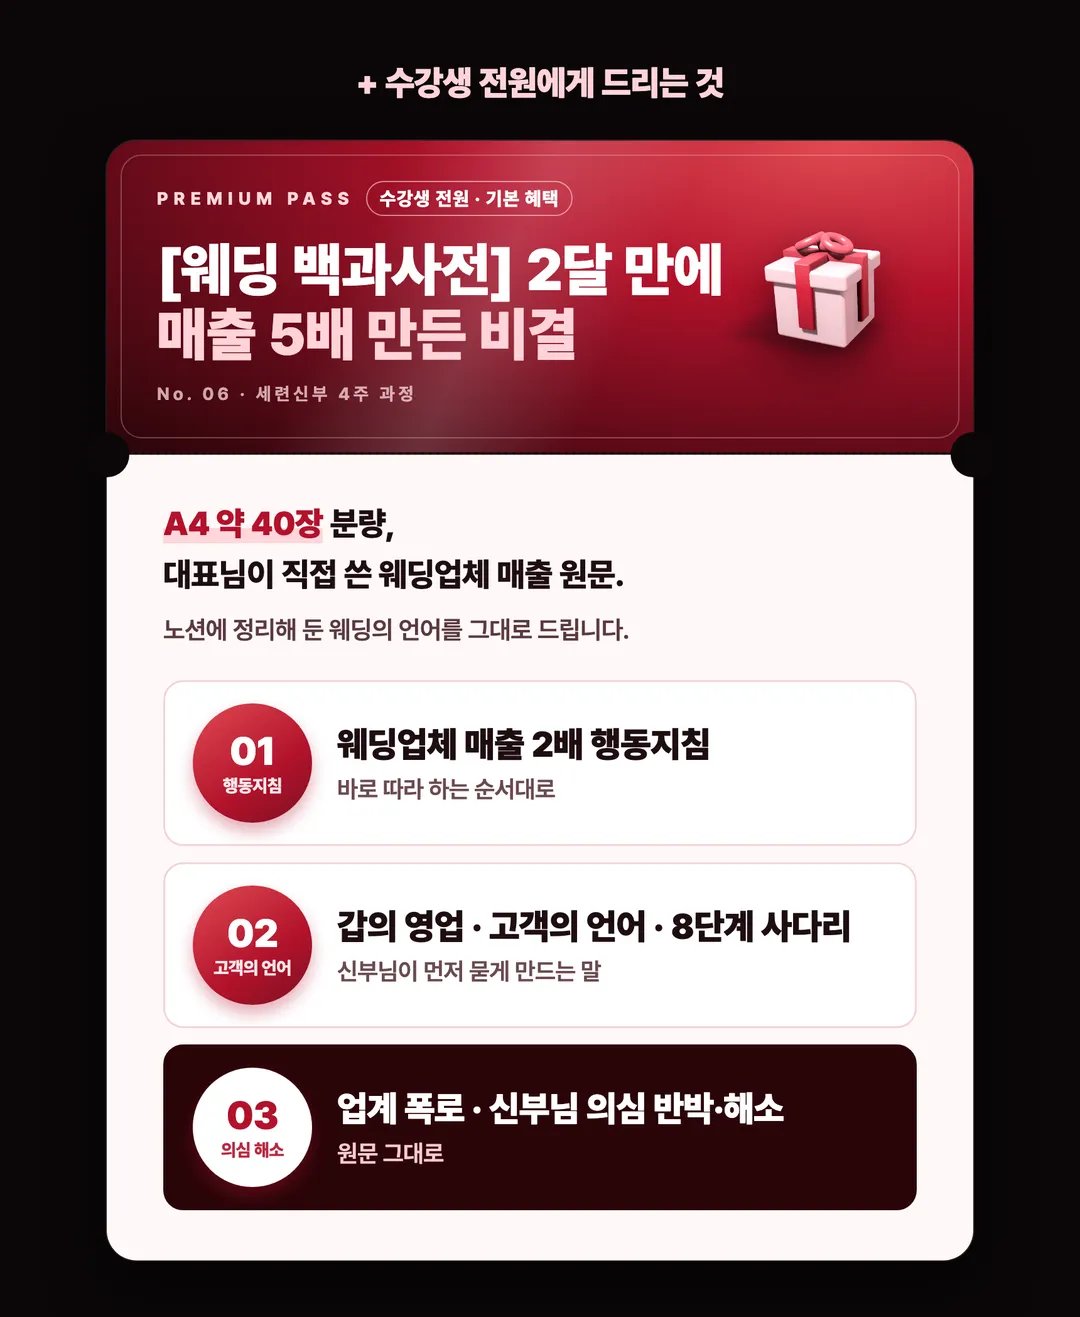 + 수강생 전원에게 드리는 것
PREMIUM PASS 수강생 전원 · 기본 혜택
[웨딩 백과사전] 2달 만에
매출 5배 만든 비결
No. 06 · 세련신부 4주 과정
A4 약 40장 분량,
대표님이 직접 쓴 웨딩업체 매출 원문.
노션에 정리해 둔 웨딩의 언어를 그대로 드립니다.
01
행동지침
웨딩업체 매출 2배 행동지침
바로 따라 하는 순서대로
02
고객의 언어
갑의 영업 · 고객의 언어 · 8단계 사다리
신부님이 먼저 묻게 만드는 말
03
의심 해소
업계 폭로 · 신부님 의심 반박·해소
원문 그대로